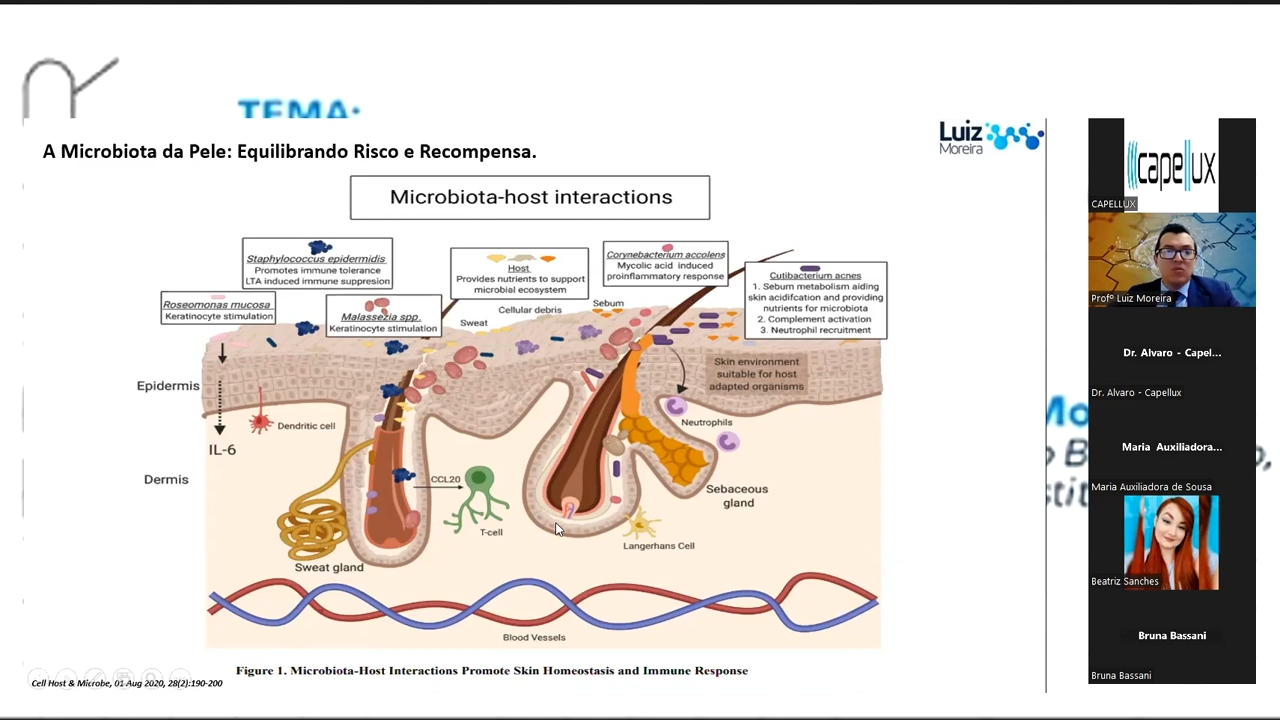 TEMA:
A Microbiota da Pele: Equilibrando Risco e Recompensa.
Luiz
Moreira
Microbiota-host interactions
Staphylococcus epidermidis
Promotes immune tolerance
LTA induced immune suppresion
Host
Provides nutrients to support
microbial ecosystem
Corynebacterium accolens
Mycolic acid induced
proinflammatory response
Cutibacterium acnes
1. Sebum metabolism aiding
skin acidifcation and providing
nutrients for microbiota
2. Complement activation
3. Neutrophil recruitment
Roseomonas mucosa
Keratinocyte stimulation
Malassezia spp.
Keratinocyte stimulation
Sweat
Cellular debris
Sebum
Skin environment
suitable for host
adapted organisms
Epidermis
Dendritic cell
IL-6
Neutrophils
Dermis
CCL20
T-cell
Sebaceous
gland
Langerhans Cell
Sweat gland
Blood Vessels
Figure 1. Microbiota-Host Interactions Promote Skin Homeostasis and Immune Response
Cell Host & Microbe, 01 Aug 2020, 28(2):190-200
capellux
CAPELLUX
Profº Luiz Moreira
Dr. Alvaro - Capel...
Dr. Alvaro - Capellux
Maria Auxiliadora...
Maria Auxiliadora de Sousa
Beatriz Sanches
Bruna Bassani
Bruna Bassani